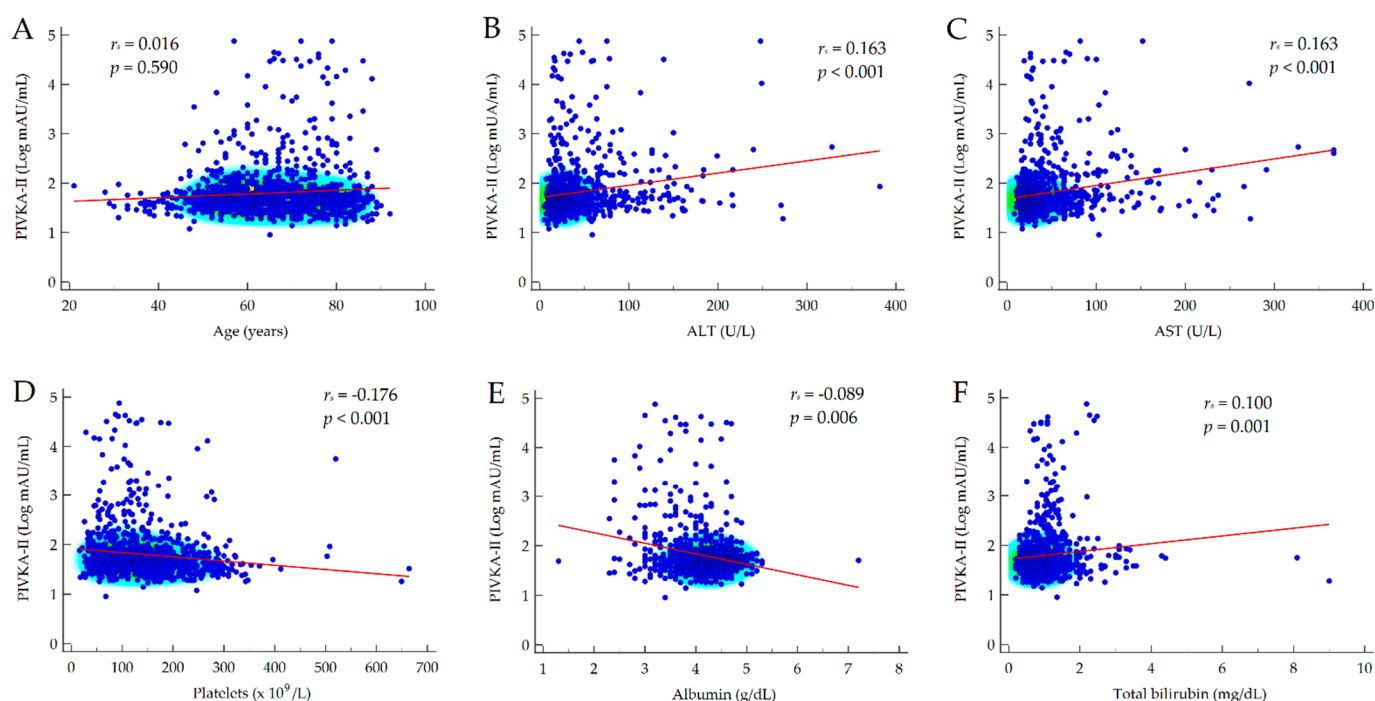 A
r_s = 0.016
p = 0.590
PIVKA-II (Log mAU/mL)
5
4
3
2
1
0
20 40 60 80 100
Age (years)
B
r_s = 0.163
p < 0.001
PIVKA-II (Log mUA/mL)
5
4
3
2
1
0
0 100 200 300 400
ALT (U/L)
C
r_s = 0.163
p < 0.001
PIVKA-II (Log mAU/mL)
5
4
3
2
1
0
0 100 200 300 400
AST (U/L)
D
r_s = -0.176
p < 0.001
PIVKA-II (Log mAU/mL)
5
4
3
2
1
0
0 100 200 300 400 500 600 700
Platelets (x 10⁹/L)
E
r_s = -0.089
p = 0.006
PIVKA-II (Log mAU/mL)
5
4
3
2
1
0
1 2 3 4 5 6 7 8
Albumin (g/dL)
F
r_s = 0.100
p = 0.001
PIVKA-II (Log mAU/mL)
5
4
3
2
1
0
0 2 4 6 8 10
Total bilirubin (mg/dL)